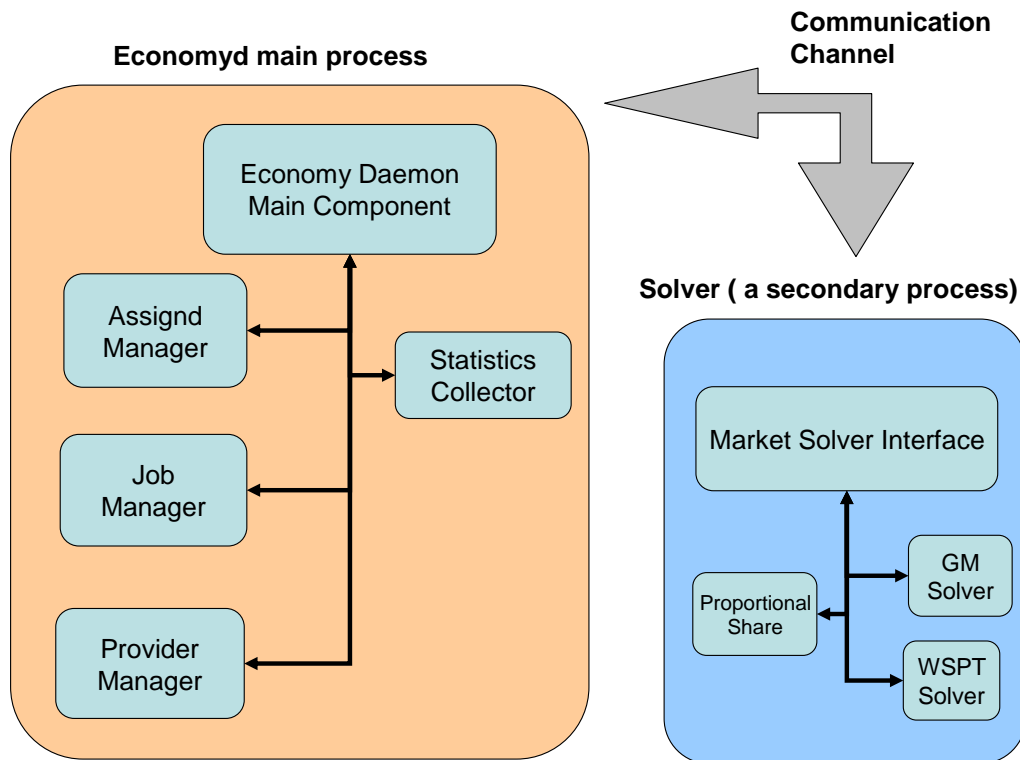 Communication
Channel
Economyd main process
Economy Daemon
Main Component
Assignd
Manager
Statistics
Collector
Job
Manager
Provider
Manager
Solver ( a secondary process)
Market Solver Interface
GM
Solver
Proportional
Share
WSPT
Solver